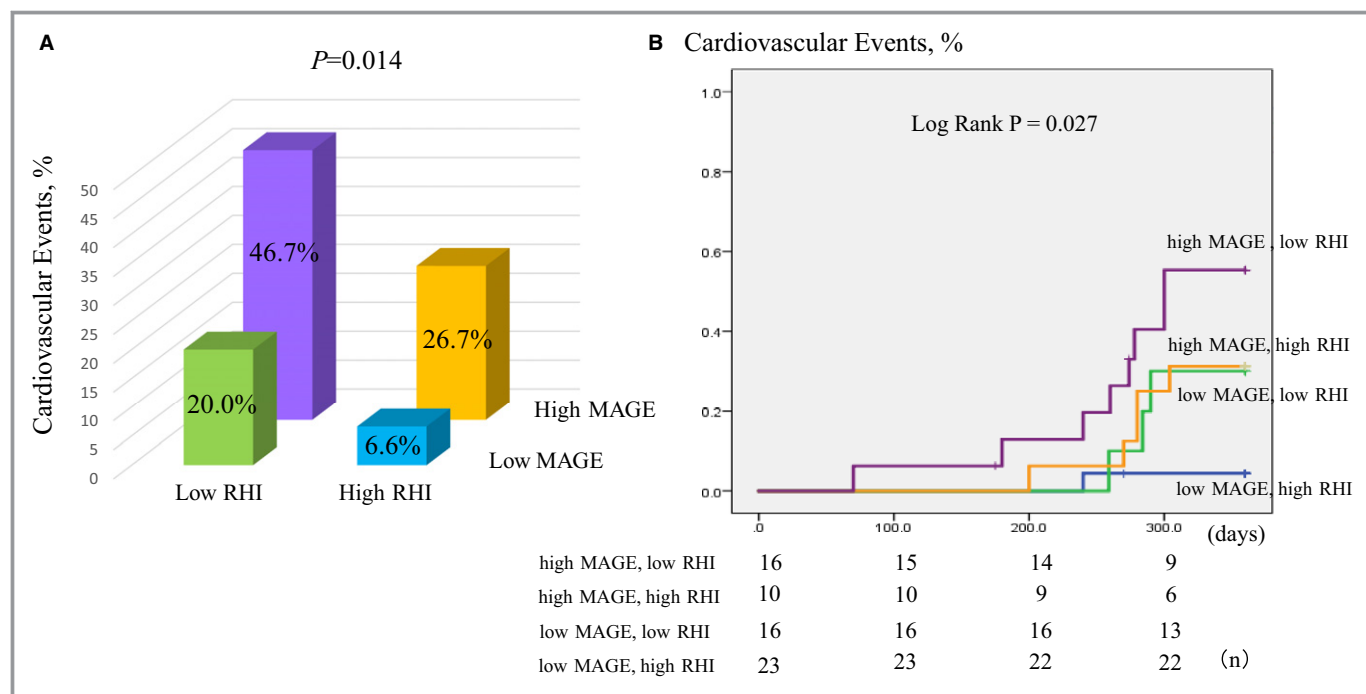 A
P=0.014
Cardiovascular Events, %
50
45
40
35
30
25
20
15
10
5
0
46.7%
26.7%
20.0%
6.6%
High MAGE
Low MAGE
Low RHI
High RHI
B Cardiovascular Events, %
Log Rank P = 0.027
1.0
0.8
0.6
0.4
0.2
0.0
high MAGE , low RHI
high MAGE, high RHI
low MAGE, low RHI
low MAGE, high RHI
.0 100.0 200.0 300.0 (days)
high MAGE, low RHI 16 15 14 9
high MAGE, high RHI 10 10 9 6
low MAGE, low RHI 16 16 16 13
low MAGE, high RHI 23 23 22 22 (n)